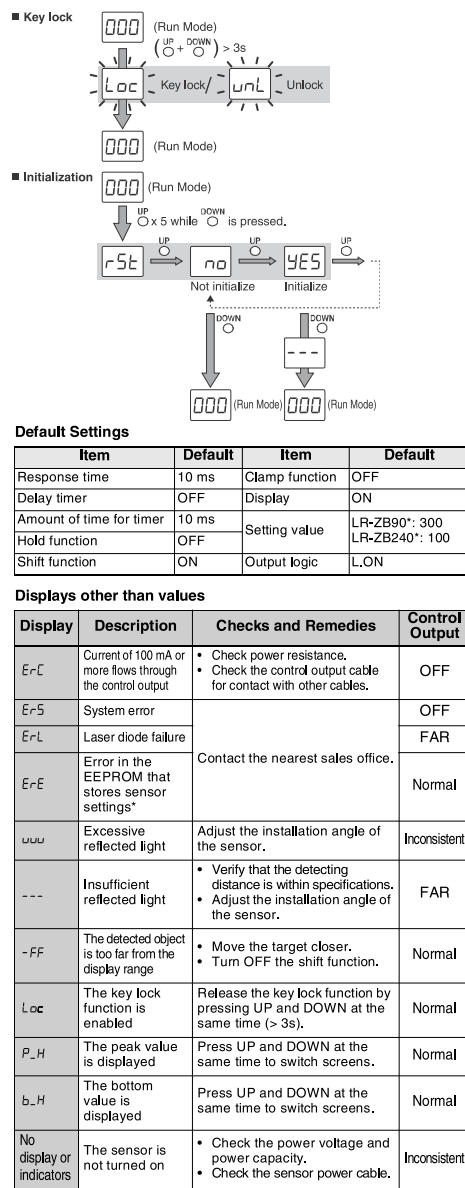 ■ Key lock
000 (Run Mode)
( UP + DOWN ) > 3s
Loc Key lock/ unL Unlock
000 (Run Mode)
■ Initialization
000 (Run Mode)
UP x 5 while DOWN is pressed.
rSt UP no UP YES UP
Not initialize Initialize
DOWN DOWN
---
000 (Run Mode) 000 (Run Mode)
Default Settings
Item Default Item Default
Response time 10 ms Clamp function OFF
Delay timer OFF Display ON
Amount of time for timer 10 ms Setting value LR-ZB90*: 300
LR-ZB240*: 100
Hold function OFF
Shift function ON Output logic L.ON
Displays other than values
Display Description Checks and Remedies Control Output
ErC Current of 100 mA or
more flows through
the control output
• Check power resistance.
• Check the control output cable
for contact with other cables.
OFF
ErS System error OFF
ErL Laser diode failure FAR
Contact the nearest sales office.
ErE Error in the
EEPROM that
stores sensor
settings*
Normal
uuu Excessive
reflected light
Adjust the installation angle of
the sensor.
Inconsistent
--- Insufficient
reflected light
• Verify that the detecting
distance is within specifications.
• Adjust the installation angle of
the sensor.
FAR
-FF The detected object
is too far from the
display range
• Move the target closer.
• Turn OFF the shift function.
Normal
Loc The key lock
function is
enabled
Release the key lock function by
pressing UP and DOWN at the
same time (> 3s).
Normal
P_H The peak value
is displayed
Press UP and DOWN at the
same time to switch screens.
Normal
b_H The bottom
value is
displayed
Press UP and DOWN at the
same time to switch screens.
Normal
No
display or
indicators
The sensor is
not turned on
• Check the power voltage and
power capacity.
• Check the sensor power cable.
Inconsistent